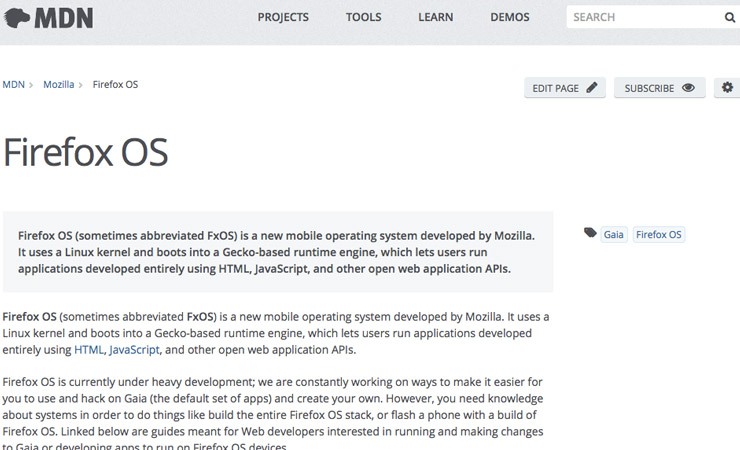 MDN
PROJECTS TOOLS LEARN DEMOS SEARCH
MDN Mozilla Firefox OS
EDIT PAGE SUBSCRIBE
Firefox OS
Firefox OS (sometimes abbreviated FxOS) is a new mobile operating system developed by Mozilla.
It uses a Linux kernel and boots into a Gecko-based runtime engine, which lets users run
applications developed entirely using HTML, JavaScript, and other open web application APIs.
Gaia Firefox OS
Firefox OS (sometimes abbreviated FxOS) is a new mobile operating system developed by Mozilla. It uses a
Linux kernel and boots into a Gecko-based runtime engine, which lets users run applications developed
entirely using HTML, JavaScript, and other open web application APIs.
Firefox OS is currently under heavy development; we are constantly working on ways to make it easier for
you to use and hack on Gaia (the default set of apps) and create your own. However, you need knowledge
about systems in order to do things like build the entire Firefox OS stack, or flash a phone with a build of
Firefox OS. Linked below are guides meant for Web developers interested in running and making changes
to Gaia or developing apps to run on Firefox OS devices.